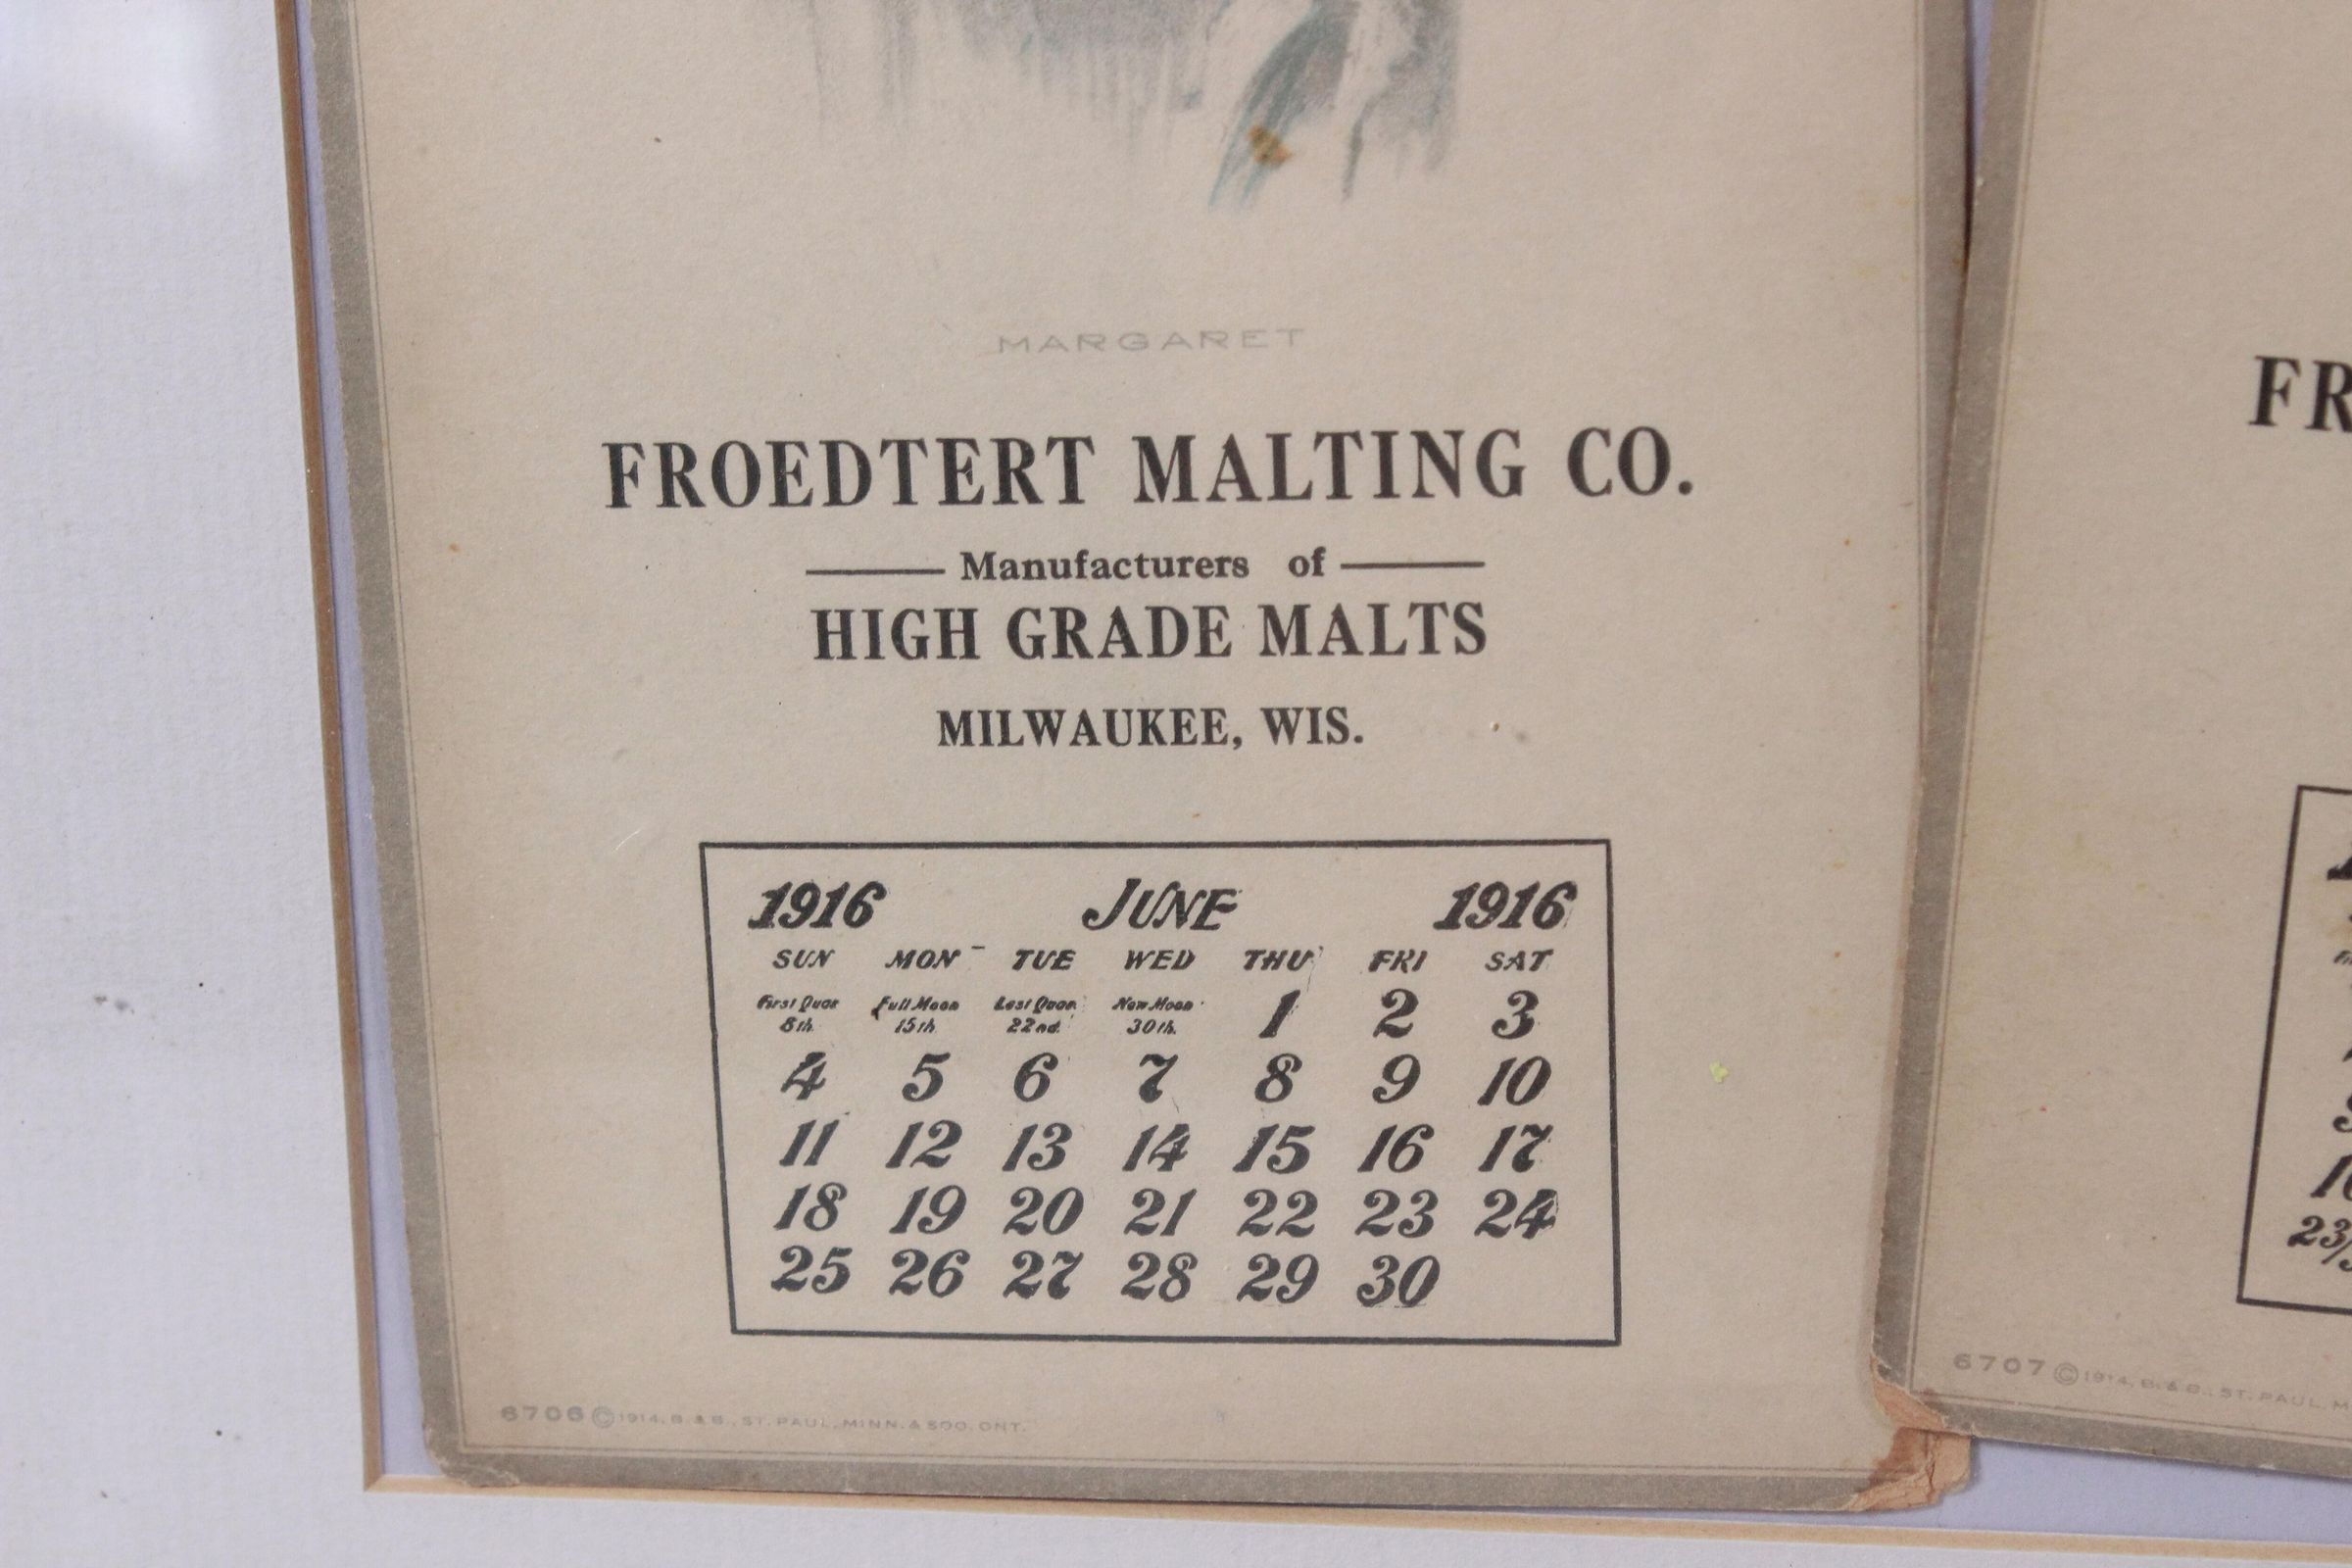 MARGARET
FROEDTERT MALTING CO.
Manufacturers of
HIGH GRADE MALTS
MILWAUKEE, WIS.
1916 JUNE 1916
SUN MON TUE WED THU FRI SAT
First Quar 8th Full Moon 15th Last Quar 22nd New Moon 30th 1 2 3
4 5 6 7 8 9 10
11 12 13 14 15 16 17
18 19 20 21 22 23 24
25 26 27 28 29 30
6706 © 1914, B. & B., ST. PAUL, MINN. & SOO, ONT.
FR
6707 © 1914, B. & B., ST. PAUL, M